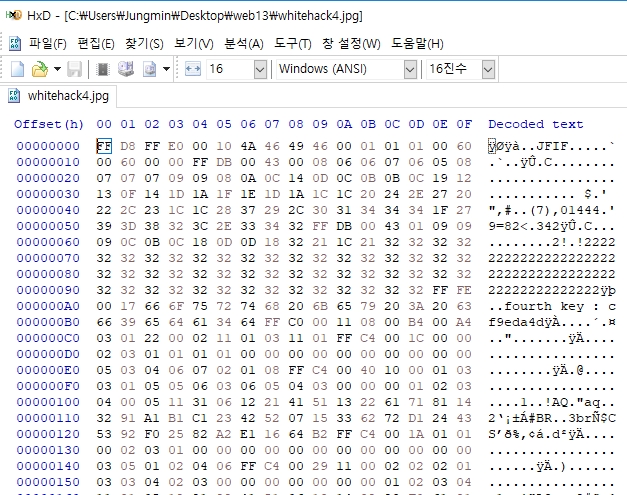 HxD - [C:₩Users₩Jungmin₩Desktop₩web13₩whitehack4.jpg]
파일(F) 편집(E) 찾기(S) 보기(V) 분석(A) 도구(T) 창 설정(W) 도움말(H)
16 Windows (ANSI) 16진수
whitehack4.jpg
Offset(h) 00 01 02 03 04 05 06 07 08 09 0A 0B 0C 0D 0E 0F Decoded text
00000000 FF D8 FF E0 00 10 4A 46 49 46 00 01 01 01 00 60 ÿØÿà..JFIF.....`
00000010 00 60 00 00 FF DB 00 43 00 08 06 06 07 06 05 08 .`..ÿÛ.C........
00000020 07 07 07 09 09 08 0A 0C 14 0D 0C 0B 0B 0C 19 12 ................
00000030 13 0F 14 1D 1A 1F 1E 1D 1A 1C 1C 20 24 2E 27 20 ........... $.'
00000040 22 2C 23 1C 1C 28 37 29 2C 30 31 34 34 34 1F 27 ",#..(7),01444.'
00000050 39 3D 38 32 3C 2E 33 34 32 FF DB 00 43 01 09 09 9=82<.342ÿÛ.C...
00000060 09 0C 0B 0C 18 0D 0D 18 32 21 1C 21 32 32 32 32 ........2!.!2222
00000070 32 32 32 32 32 32 32 32 32 32 32 32 32 32 32 32 2222222222222222
00000080 32 32 32 32 32 32 32 32 32 32 32 32 32 32 32 32 2222222222222222
00000090 32 32 32 32 32 32 32 32 32 32 32 32 32 32 FF FE 22222222222222ÿþ
000000A0 00 17 66 6F 75 72 74 68 20 6B 65 79 20 3A 20 63 ..fourth key : c
000000B0 66 39 65 64 61 34 64 FF C0 00 11 08 00 B4 00 A4 f9eda4dÿÀ....´.¤
000000C0 03 01 22 00 02 11 01 03 11 01 FF C4 00 1C 00 00 ..".......ÿÄ....
000000D0 02 03 01 01 01 00 00 00 00 00 00 00 00 00 00 00 ................
000000E0 05 03 04 06 07 02 01 08 FF C4 00 40 10 00 01 03 ........ÿÄ.@....
000000F0 03 01 05 05 06 03 06 05 04 03 00 00 00 01 02 03 ................
00000100 04 00 05 11 31 06 12 21 41 51 13 22 61 71 81 14 ....1..!AQ."aq..
00000110 32 91 A1 B1 C1 23 42 52 07 15 33 62 72 D1 24 43 2‘¡±Á#BR..3brÑ$C
00000120 53 92 F0 25 82 A2 E1 16 64 B2 FF C4 00 1A 01 01 S’ð%‚¢á.d²ÿÄ....
00000130 00 02 03 01 00 00 00 00 00 00 00 00 00 00 00 00 ................
00000140 03 05 01 02 04 06 FF C4 00 29 11 00 02 02 02 01 ......ÿÄ.)......
00000150 03 03 04 02 03 00 00 00 00 00 00 00 01 02 03 04 ................